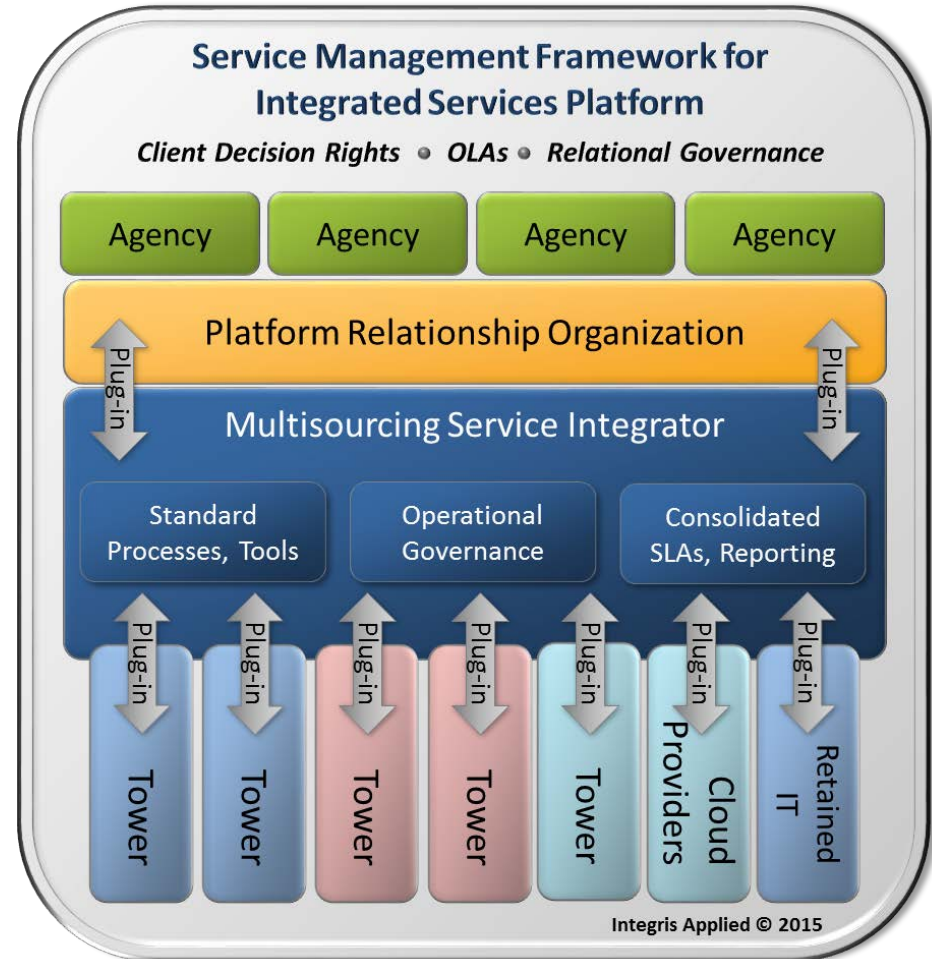 Service Management Framework for
Integrated Services Platform
Client Decision Rights • OLAs • Relational Governance
Agency
Agency
Agency
Agency
Platform Relationship Organization
Plug-in
Plug-in
Multisourcing Service Integrator
Standard
Processes, Tools
Operational
Governance
Consolidated
SLAs, Reporting
Plug-in
Plug-in
Plug-in
Plug-in
Plug-in
Plug-in
Plug-in
Tower
Tower
Tower
Tower
Tower
Cloud
Providers
Retained
IT
Integris Applied © 2015